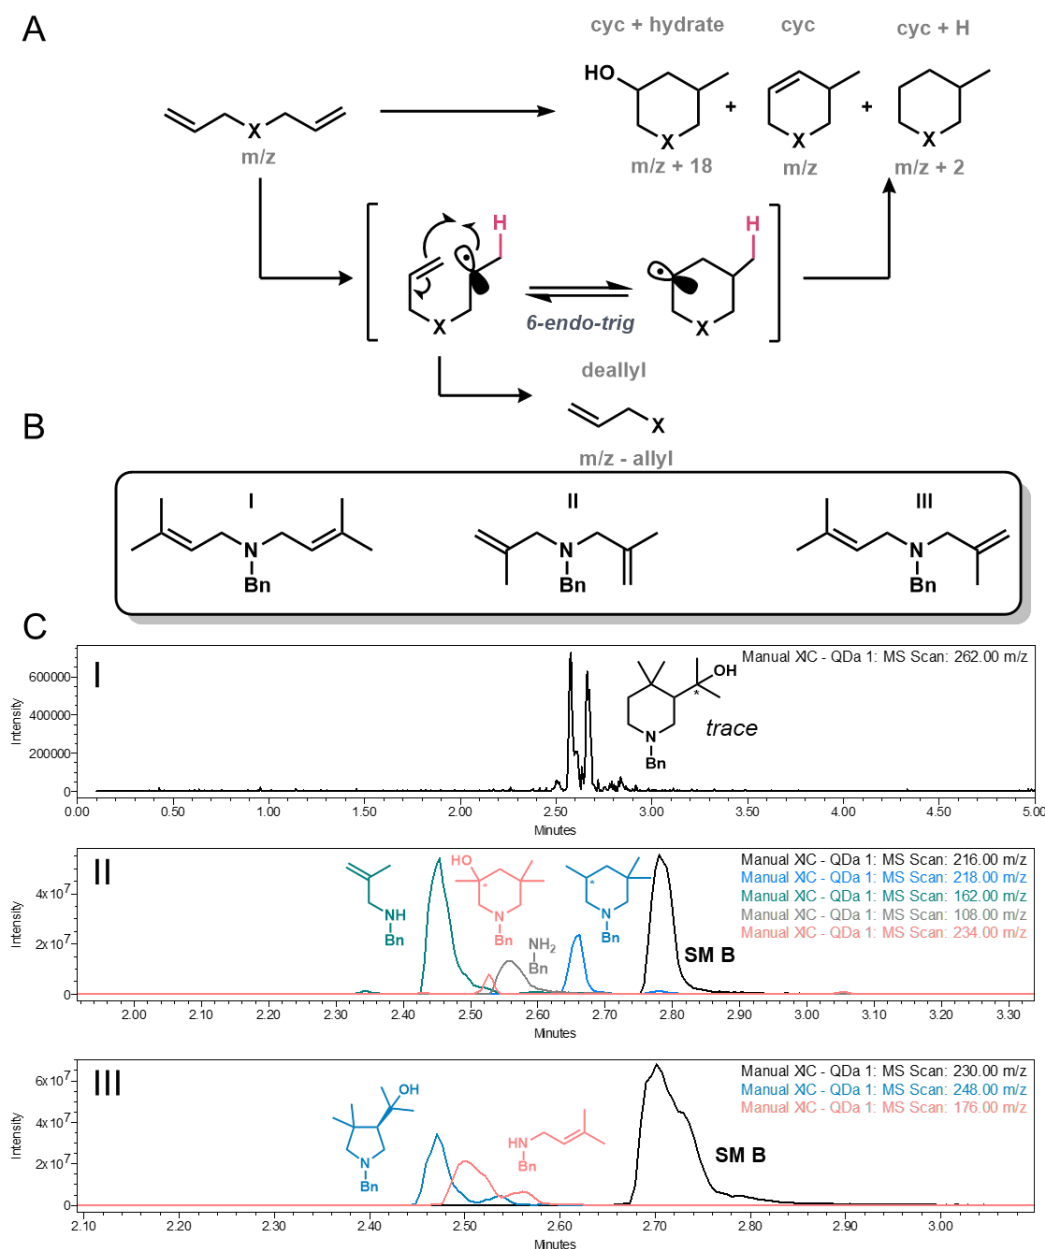 A
cyc + hydrate
cyc
cyc + H
HO
X
m/z
+
+
X
m/z + 18
X
m/z
X
m/z + 2
H
H
X
6-endo-trig
X
deallyl
X
m/z - allyl
B
I
II
III
N
Bn
N
Bn
N
Bn
C
I
Manual XIC - QDa 1: MS Scan: 262.00 m/z
OH
*
trace
N
Bn
Intensity
600000
400000
200000
0
0.00 0.50 1.00 1.50 2.00 2.50 3.00 3.50 4.00 4.50 5.00
Minutes
II
Manual XIC - QDa 1: MS Scan: 216.00 m/z
Manual XIC - QDa 1: MS Scan: 218.00 m/z
Manual XIC - QDa 1: MS Scan: 162.00 m/z
Manual XIC - QDa 1: MS Scan: 108.00 m/z
Manual XIC - QDa 1: MS Scan: 234.00 m/z
NH
Bn
HO
*
N
Bn
NH2
Bn
*
N
Bn
SM B
Intensity
4x10^7
2x10^7
0
2.00 2.10 2.20 2.30 2.40 2.50 2.60 2.70 2.80 2.90 3.00 3.10 3.20 3.30
Minutes
III
Manual XIC - QDa 1: MS Scan: 230.00 m/z
Manual XIC - QDa 1: MS Scan: 248.00 m/z
Manual XIC - QDa 1: MS Scan: 176.00 m/z
OH
N
Bn
HN
Bn
SM B
Intensity
6x10^7
4x10^7
2x10^7
0
2.10 2.20 2.30 2.40 2.50 2.60 2.70 2.80 2.90 3.00
Minutes